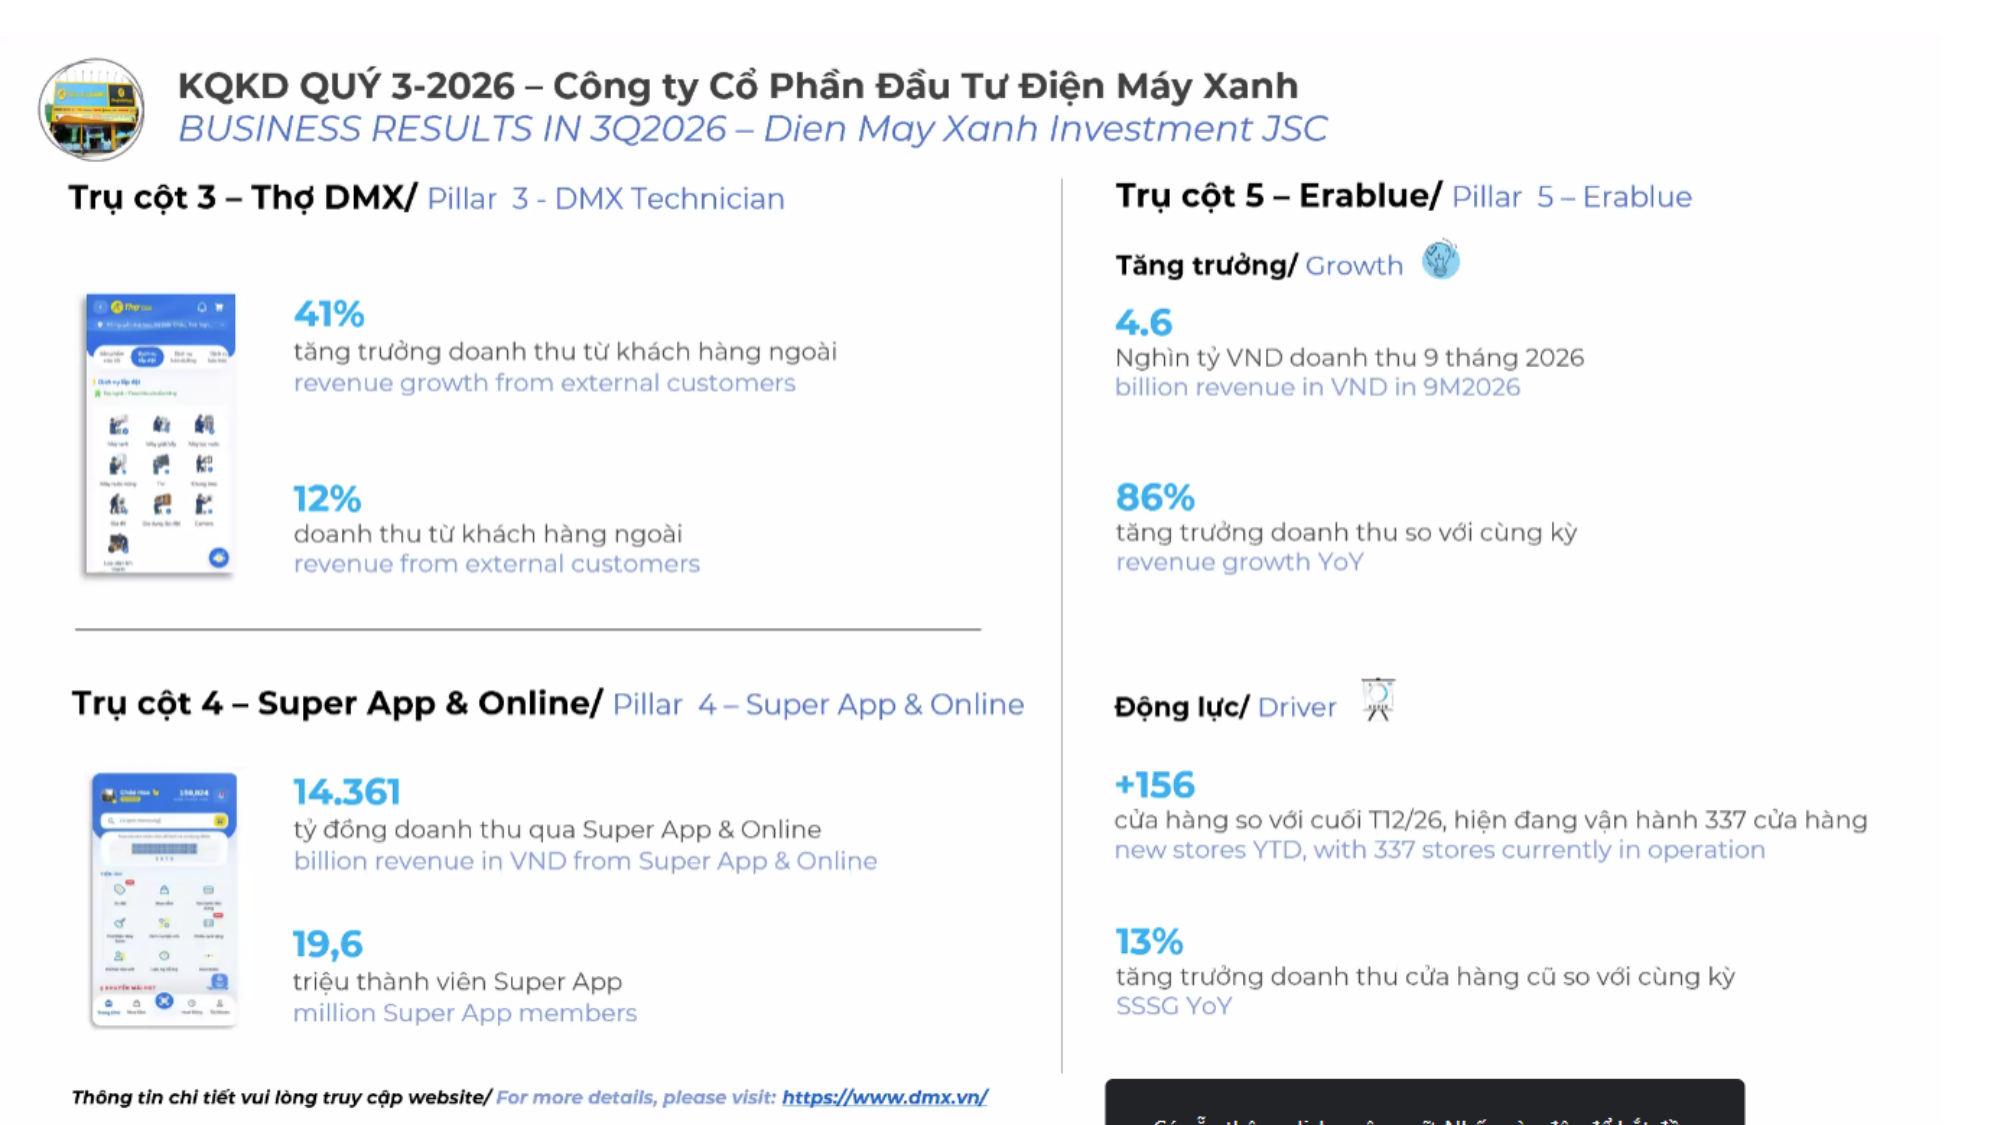 KQKD QUÝ 3-2026 – Công ty Cổ Phần Đầu Tư Điện Máy Xanh
BUSINESS RESULTS IN 3Q2026 – Dien May Xanh Investment JSC
Trụ cột 3 – Thợ DMX/ Pillar 3 - DMX Technician
41%
tăng trưởng doanh thu từ khách hàng ngoài
revenue growth from external customers
12%
doanh thu từ khách hàng ngoài
revenue from external customers
Trụ cột 4 – Super App & Online/ Pillar 4 – Super App & Online
14.361
tỷ đồng doanh thu qua Super App & Online
billion revenue in VND from Super App & Online
19,6
triệu thành viên Super App
million Super App members
Thông tin chi tiết vui lòng truy cập website/ For more details, please visit: https://www.dmx.vn/
Trụ cột 5 – Erablue/ Pillar 5 – Erablue
Tăng trưởng/ Growth
4.6
Nghìn tỷ VND doanh thu 9 tháng 2026
billion revenue in VND in 9M2026
86%
tăng trưởng doanh thu so với cùng kỳ
revenue growth YoY
Động lực/ Driver
+156
cửa hàng so với cuối T12/26, hiện đang vận hành 337 cửa hàng
new stores YTD, with 337 stores currently in operation
13%
tăng trưởng doanh thu cửa hàng cũ so với cùng kỳ
SSSG YoY